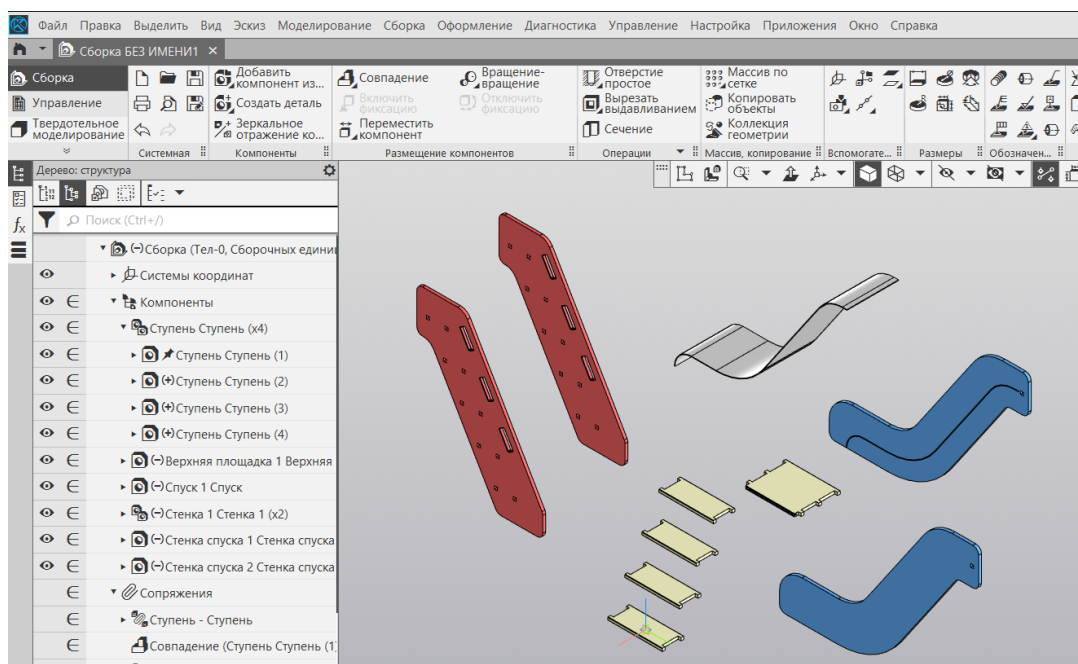 Файл Правка Выделить Вид Эскиз Моделирование Сборка Оформление Диагностика Управление Настройка Приложения Окно Справка
Сборка БЕЗ ИМЕНИ1 ×
Сборка
Управление
Твердотельное
моделирование
Системная
Добавить
компонент из...
Создать деталь
Зеркальное
отражение ко...
Компоненты
Совпадение
Включить
фиксацию
Переместить
компонент
Вращение-
вращение
Отключить
фиксацию
Размещение компонентов
Отверстие
простое
Вырезать
выдавливанием
Сечение
Операции
Массив по
сетке
Копировать
объекты
Коллекция
геометрии
Массив, копирование
Вспомогате...
Размеры
Обозначен...
Дерево: структура
Поиск (Ctrl+/)
(-)Сборка (Тел-0, Сборочных едини
Системы координат
Компоненты
Ступень Ступень (x4)
Ступень Ступень (1)
(+)Ступень Ступень (2)
(+)Ступень Ступень (3)
(+)Ступень Ступень (4)
(-)Верхняя площадка 1 Верхняя
(-)Спуск 1 Спуск
(-)Стенка 1 Стенка 1 (x2)
(-)Стенка спуска 1 Стенка спуска
(-)Стенка спуска 2 Стенка спуска
Сопряжения
Ступень - Ступень
Совпадение (Ступень Ступень (1